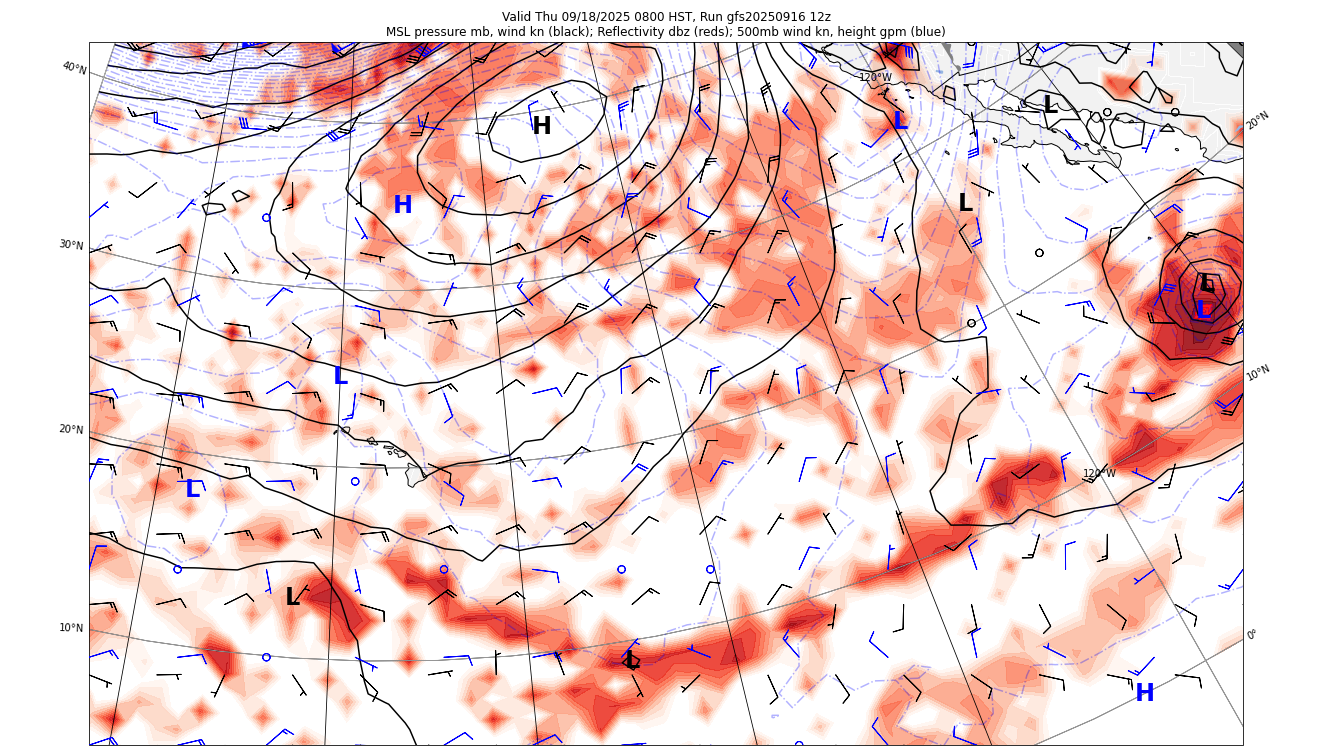 Valid Thu 09/18/2025 0800 HST, Run gfs20250916 12z
MSL pressure mb, wind kn (black); Reflectivity dbz (reds); 500mb wind kn, height gpm (blue)
40°N
120°W
L
L
H
20°N
H
L
30°N
L
L
L
10°N
20°N
120°W
L
L
10°N
0°
L
H